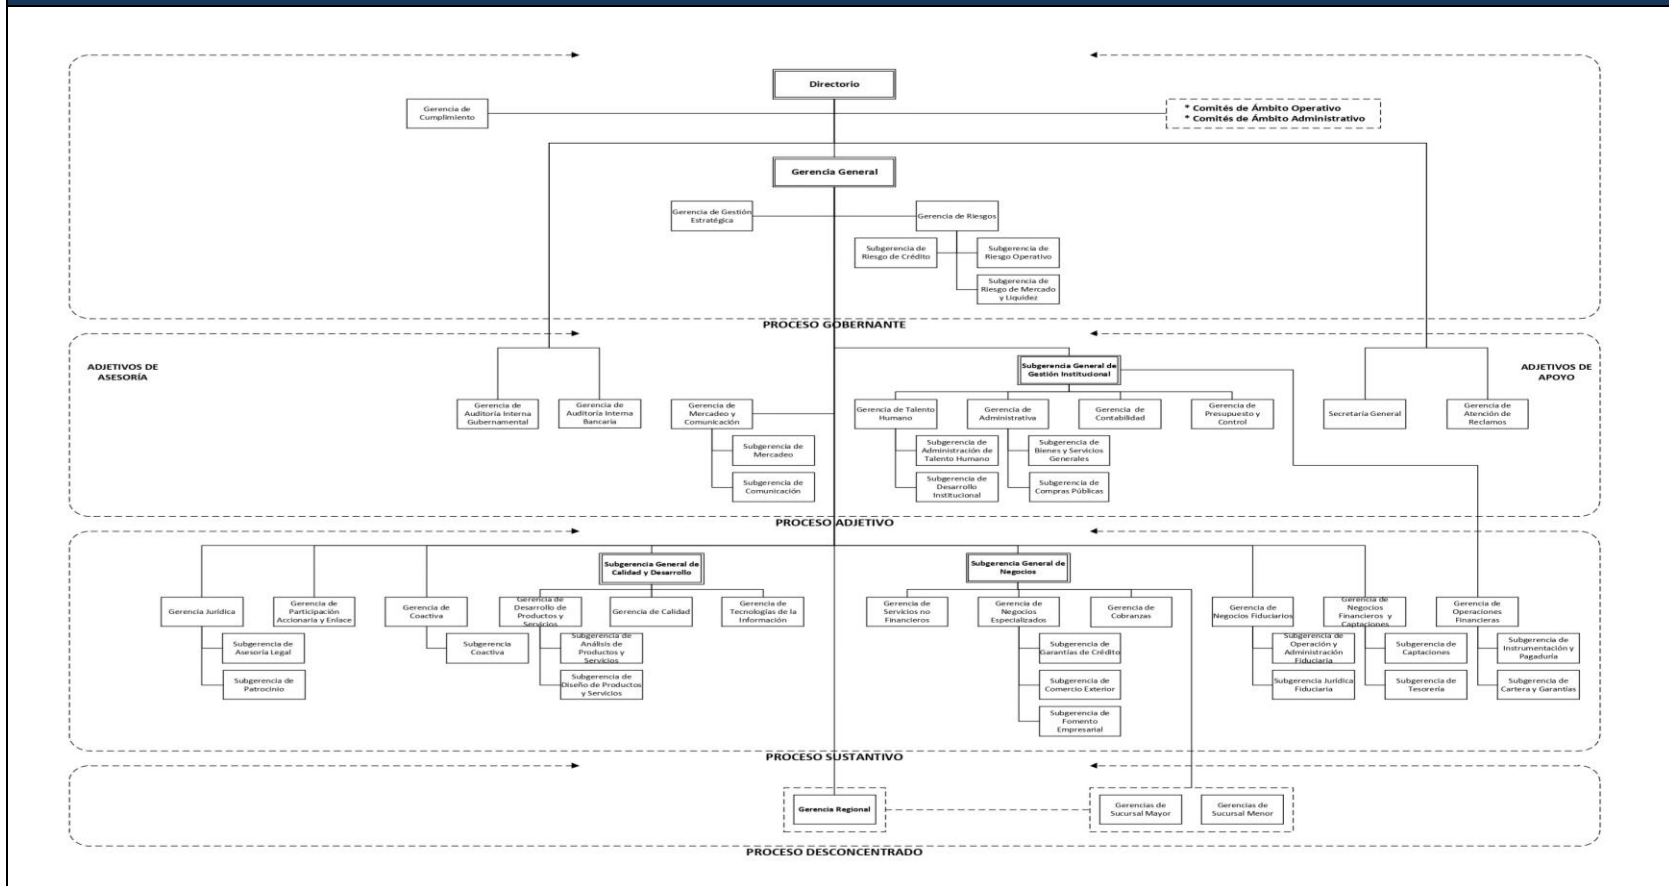 Directorio
Gerencia de
Cumplimiento
* Comités de Ámbito Operativo
* Comités de Ámbito Administrativo
Gerencia General
Gerencia de Gestión
Estratégica
Gerencia de Riesgos
Subgerencia de
Riesgo de Crédito
Subgerencia de
Riesgo Operativo
Subgerencia de
Riesgo de Mercado
y Liquidez
PROCESO GOBERNANTE
ADJETIVOS DE
ASESORÍA
Subgerencia General de
Gestión Institucional
ADJETIVOS DE
APOYO
Gerencia de
Auditoría Interna
Gubernamental
Gerencia de
Auditoría Interna
Bancaria
Gerencia de
Mercadeo y
Comunicación
Gerencia de Talento
Humano
Gerencia de
Administrativa
Gerencia de
Contabilidad
Gerencia de
Presupuesto y
Control
Secretaría General
Gerencia de
Atención de
Reclamos
Subgerencia de
Mercadeo
Subgerencia de
Administración de
Talento Humano
Subgerencia de
Bienes y Servicios
Generales
Subgerencia de
Comunicación
Subgerencia de
Desarrollo
Institucional
Subgerencia de
Compras Públicas
PROCESO ADJETIVO
Subgerencia General de
Calidad y Desarrollo
Subgerencia General de
Negocios
Gerencia Jurídica
Gerencia de
Participación
Accionaria y Enlace
Gerencia de
Coactiva
Gerencia de
Desarrollo de
Productos y
Servicios
Gerencia de Calidad
Gerencia de
Tecnologías de la
Información
Gerencia de
Servicios no
Financieros
Gerencia de
Negocios
Especializados
Gerencia de
Cobranzas
Gerencia de
Negocios Fiduciarios
Gerencia de
Negocios
Financieros y
Captaciones
Gerencia de
Operaciones
Financieras
Subgerencia de
Asesoría Legal
Subgerencia
Coactiva
Subgerencia de
Análisis de
Productos y
Servicios
Subgerencia de
Garantías de Crédito
Subgerencia de
Operación y
Administración
Fiduciaria
Subgerencia de
Captaciones
Subgerencia de
Instrumentación y
Pagaduría
Subgerencia de
Patrocinio
Subgerencia de
Diseño de Productos
y Servicios
Subgerencia de
Comercio Exterior
Subgerencia Jurídica
Fiduciaria
Subgerencia de
Tesorería
Subgerencia de
Cartera y Garantías
Subgerencia de
Fomento
Empresarial
PROCESO SUSTANTIVO
Gerencia Regional
Gerencias de
Sucursal Mayor
Gerencias de
Sucursal Menor
PROCESO DESCONCENTRADO